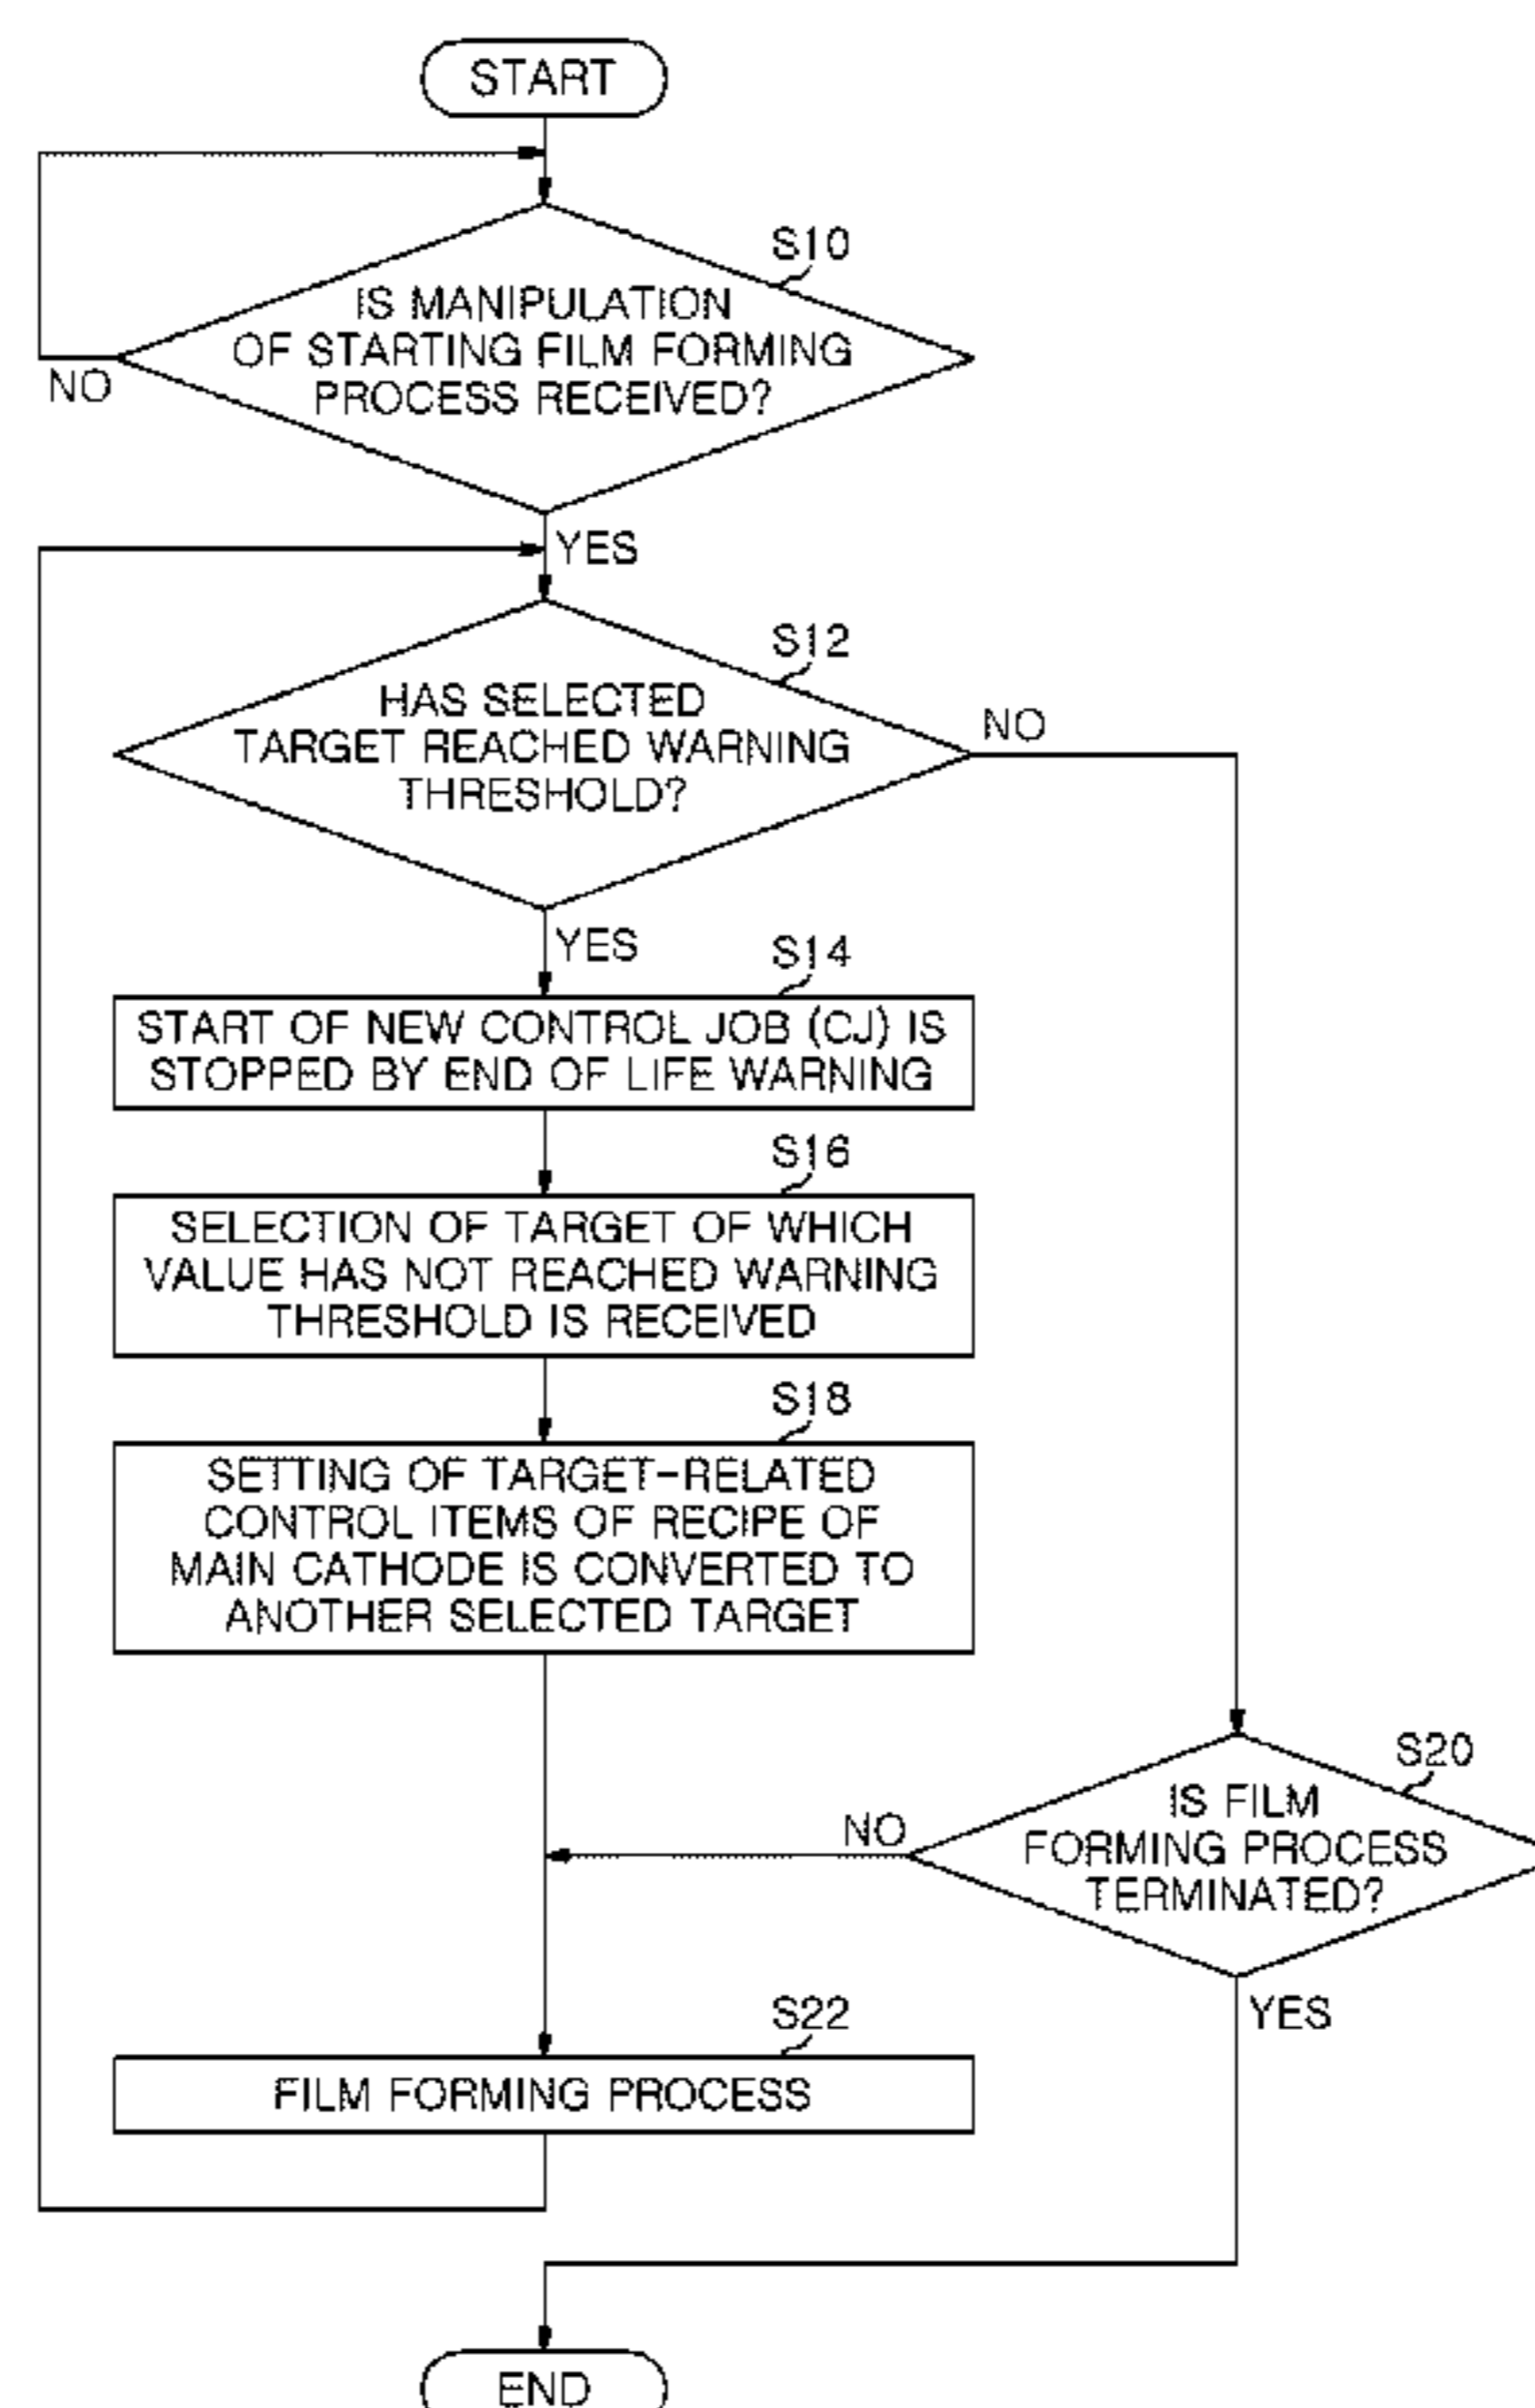 START
S10
IS MANIPULATION
OF STARTING FILM FORMING
PROCESS RECEIVED?
NO
YES
S12
HAS SELECTED
TARGET REACHED WARNING
THRESHOLD?
NO
YES
S14
START OF NEW CONTROL JOB (CJ) IS
STOPPED BY END OF LIFE WARNING
S16
SELECTION OF TARGET OF WHICH
VALUE HAS NOT REACHED WARNING
THRESHOLD IS RECEIVED
S18
SETTING OF TARGET-RELATED
CONTROL ITEMS OF RECIPE OF
MAIN CATHODE IS CONVERTED TO
ANOTHER SELECTED TARGET
S20
IS FILM
FORMING PROCESS
TERMINATED?
NO
YES
S22
FILM FORMING PROCESS
END